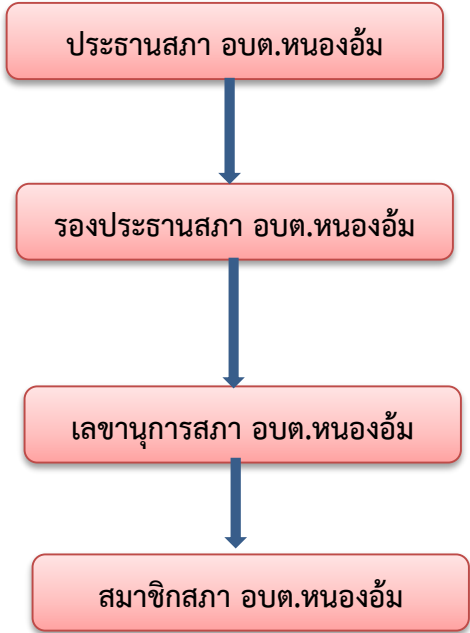 ประธานสภา อบต.หนองอ้ม
รองประธานสภา อบต.หนองอ้ม
เลขานุการสภา อบต.หนองอ้ม
สมาชิกสภา อบต.หนองอ้ม